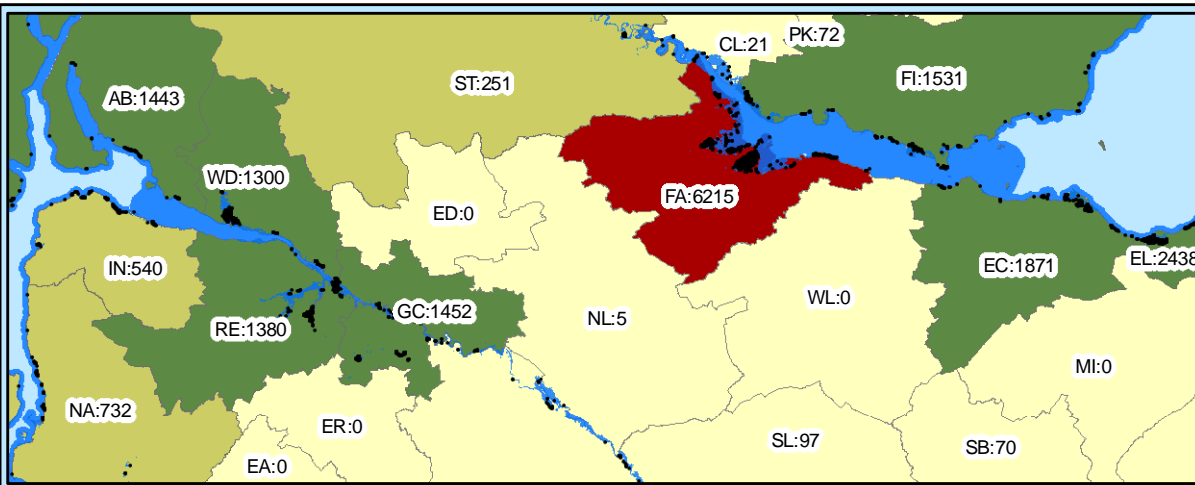 PK:72
CL:21
FI:1531
ST:251
AB:1443
WD:1300
FA:6215
ED:0
EL:2438
IN:540
EC:1871
WL:0
GC:1452
NL:5
RE:1380
MI:0
NA:732
ER:0
SL:97
SB:70
EA:0